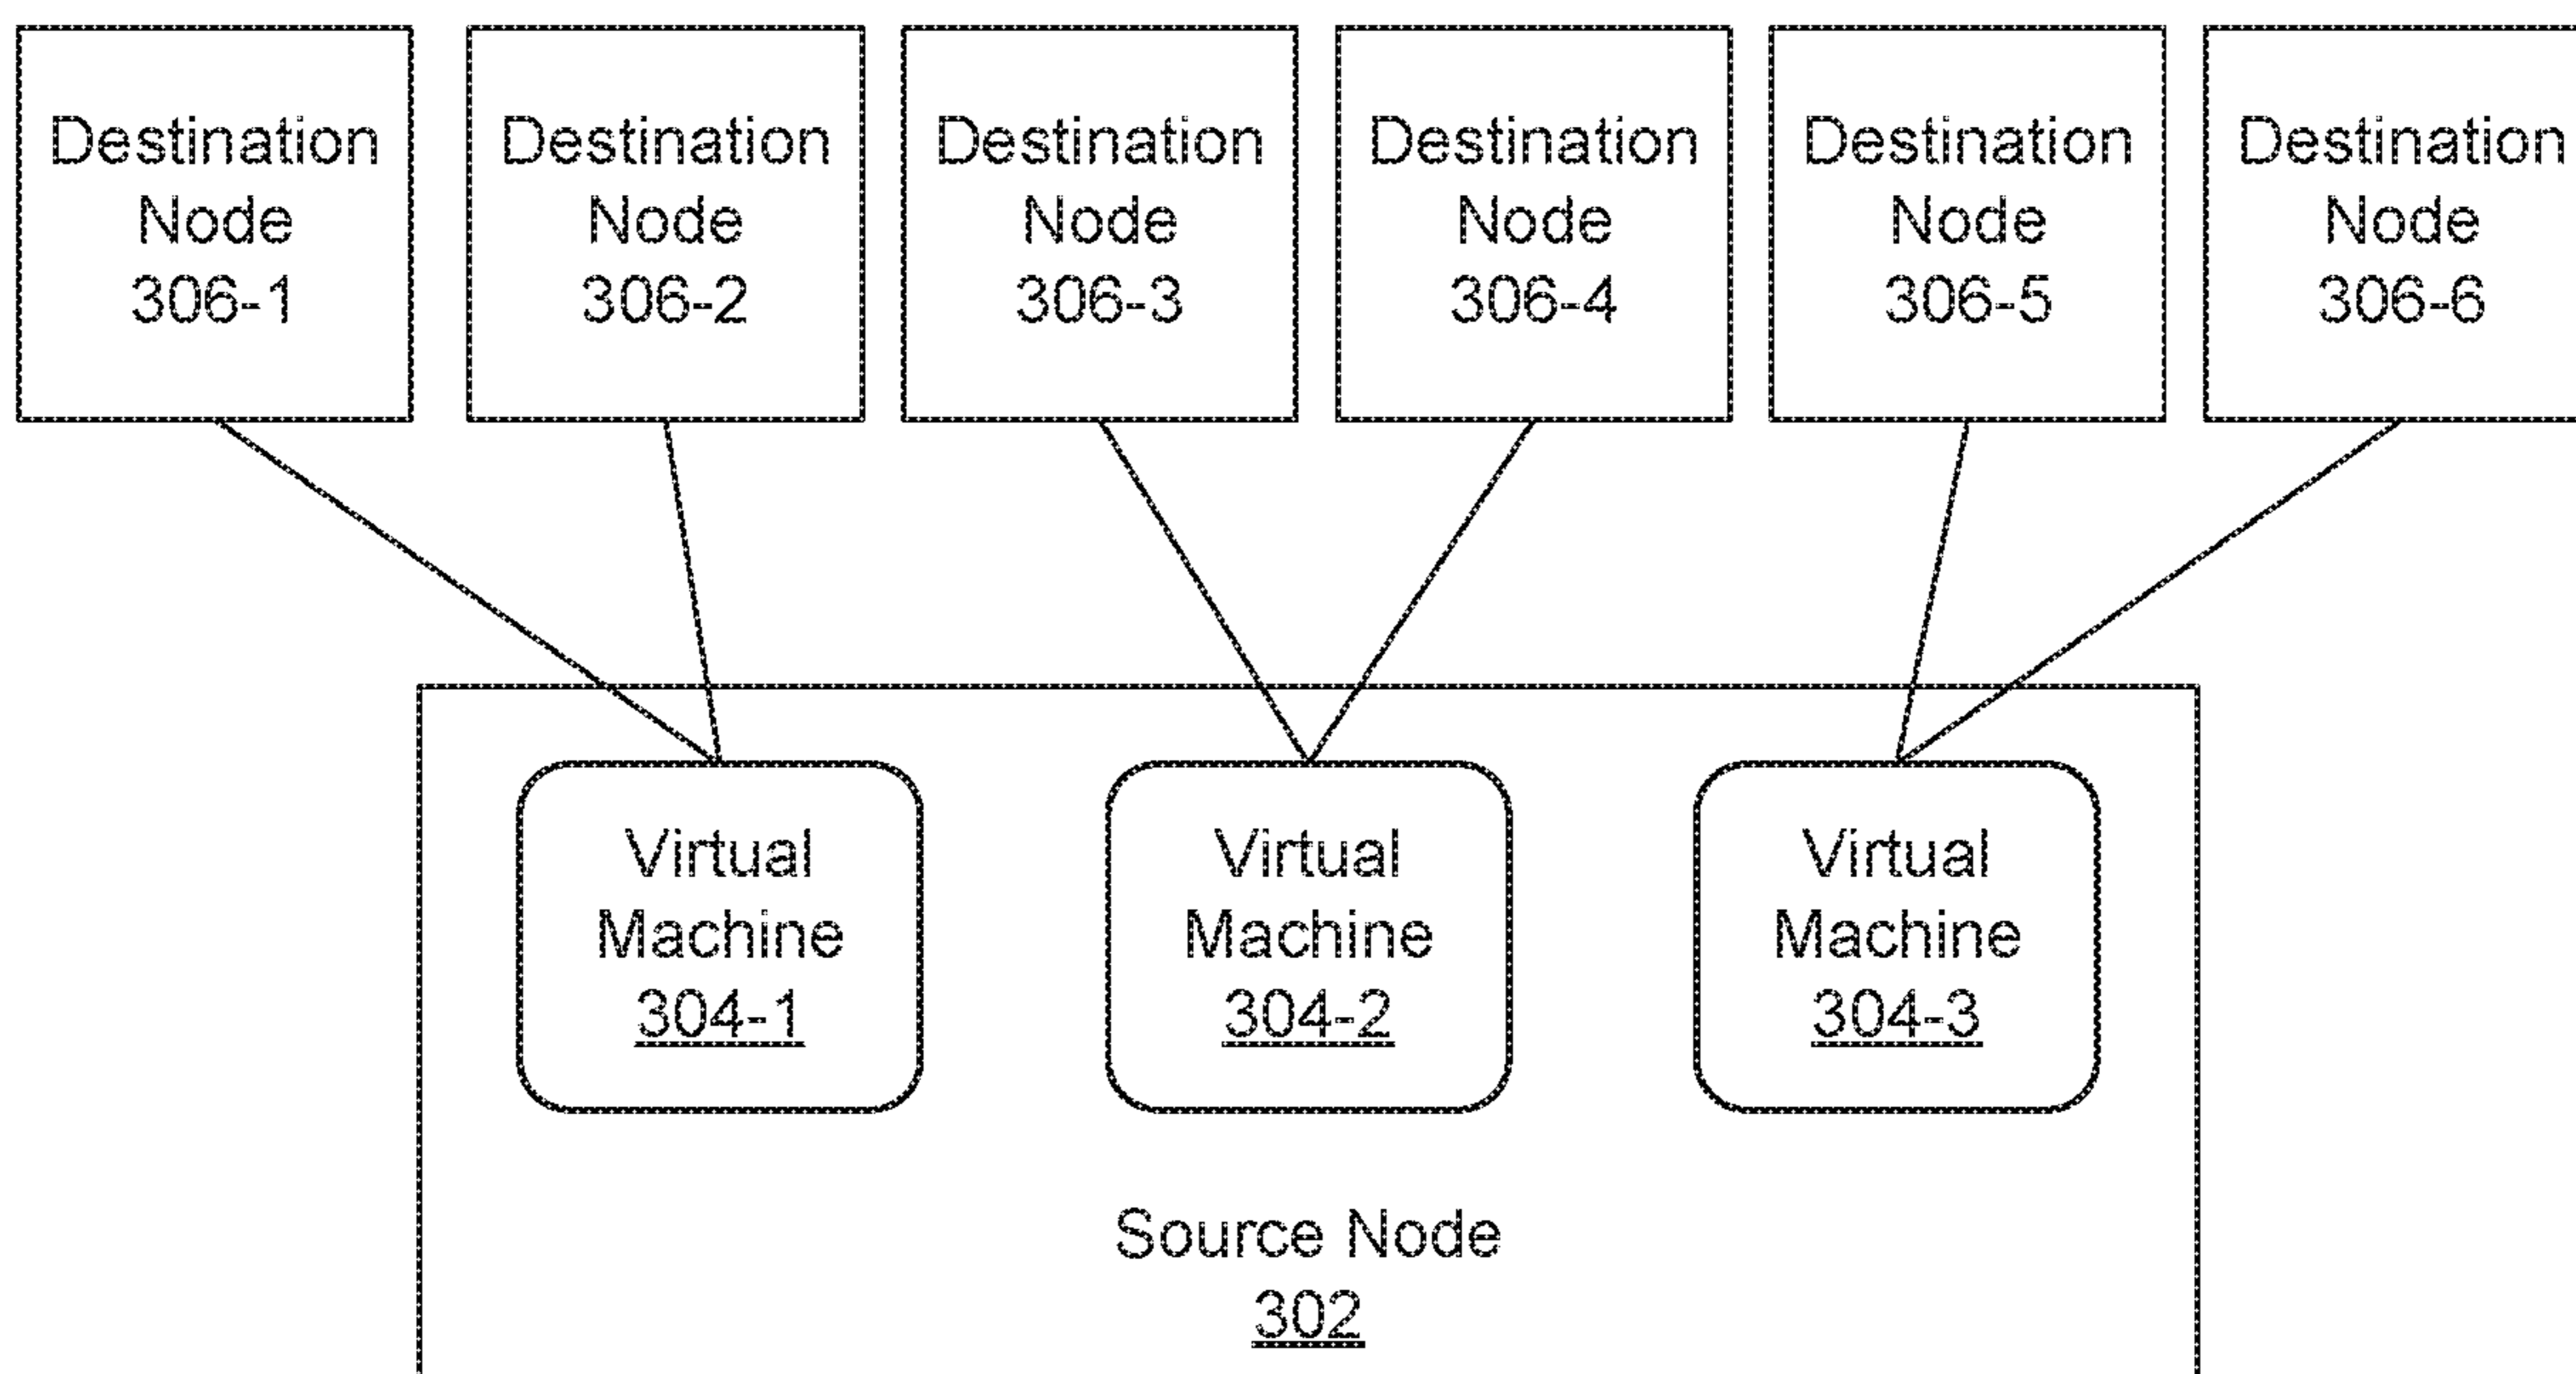 Destination
Node
306-1
Destination
Node
306-2
Destination
Node
306-3
Destination
Node
306-4
Destination
Node
306-5
Destination
Node
306-6
Virtual
Machine
304-1
Virtual
Machine
304-2
Virtual
Machine
304-3
Source Node
302